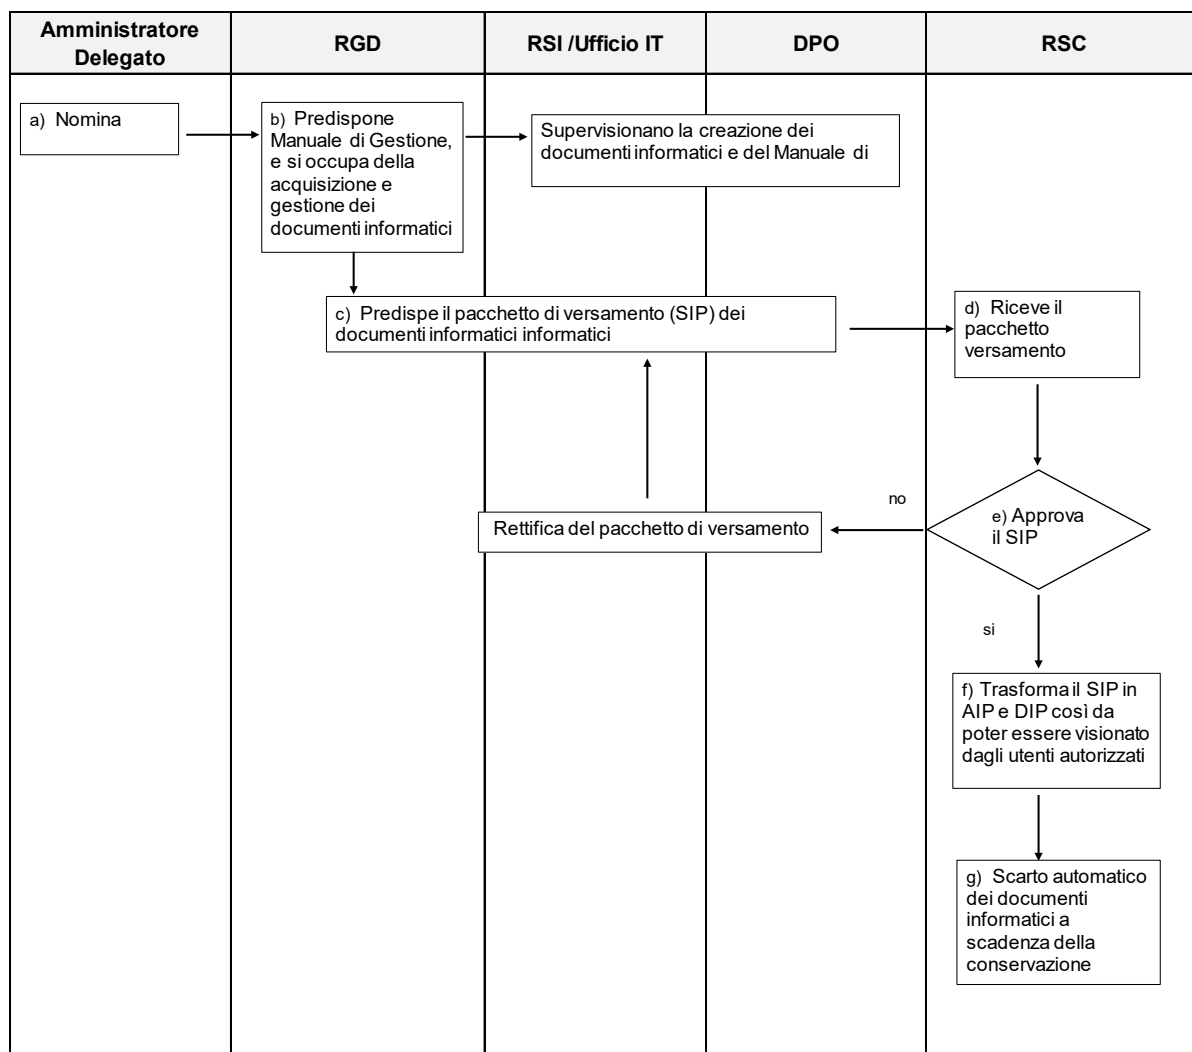 Amministratore
Delegato
RGD
RSI /Ufficio IT
DPO
RSC
a) Nomina
b) Predispone
Manuale di Gestione,
e si occupa della
acquisizione e
gestione dei
documenti informatici
Supervisionano la creazione dei
documenti informatici e del Manuale di
c) Predispe il pacchetto di versamento (SIP) dei
documenti informatici informatici
d) Riceve il
pacchetto
versamento
no
Rettifica del pacchetto di versamento
e) Approva
il SIP
si
f) Trasforma il SIP in
AIP e DIP così da
poter essere visionato
dagli utenti autorizzati
g) Scarto automatico
dei documenti
informatici a
scadenza della
conservazione